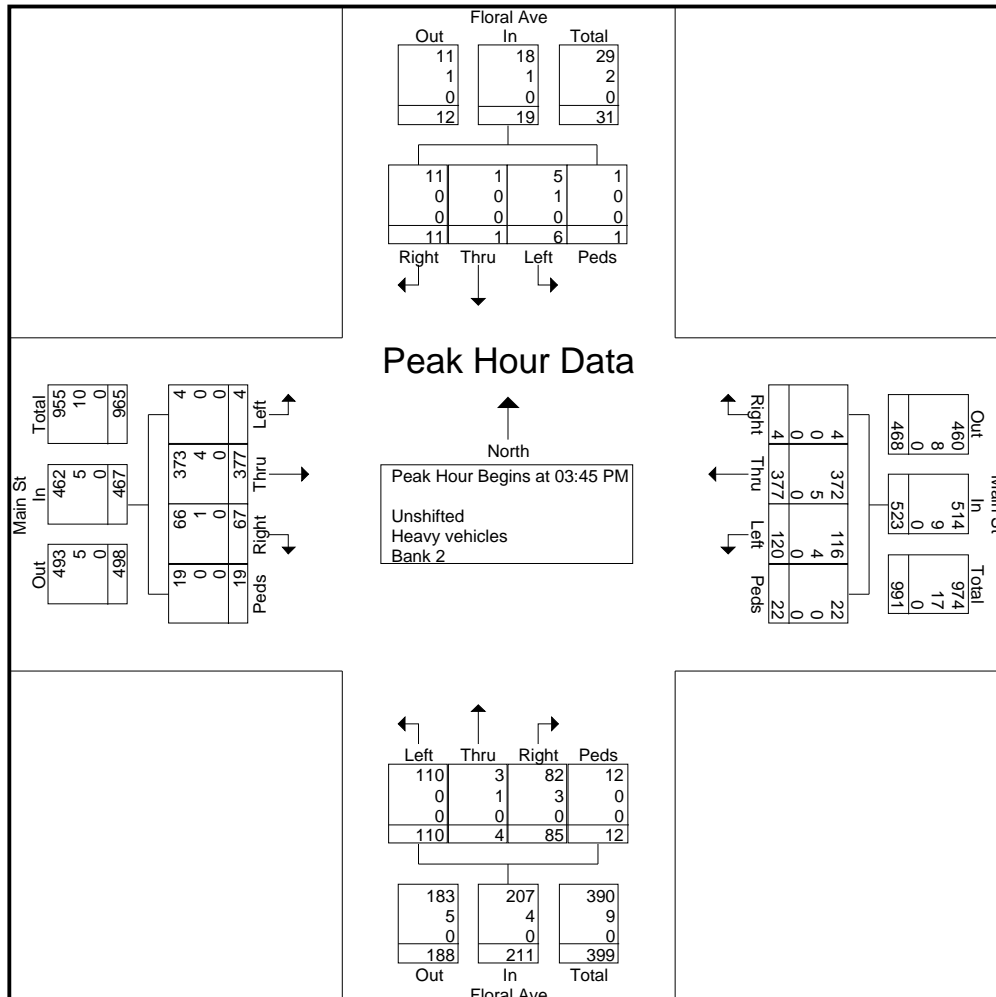 Floral Ave
Out In Total
11 18 29
1 1 2
0 0 0
12 19 31
11 1 5 1
0 0 1 0
0 0 0 0
11 1 6 1
Right Thru Left Peds
Peak Hour Data
North
Peak Hour Begins at 03:45 PM
Unshifted
Heavy vehicles
Bank 2
Main St
Out In Total
493 462 955
5 5 10
0 0 0
498 467 965
Peds Right Thru Left
19 66 373 4
0 1 4 0
0 0 0 0
19 67 377 4
Main St
Out In Total
460 514 974
8 9 17
0 0 0
468 523 991
Right Thru Left Peds
4 372 116 22
0 5 4 0
0 0 0 0
4 377 120 22
Left Thru Right Peds
110 3 82 12
0 1 3 0
0 0 0 0
110 4 85 12
183 207 390
5 4 9
0 0 0
188 211 399
Out In Total
Floral Ave